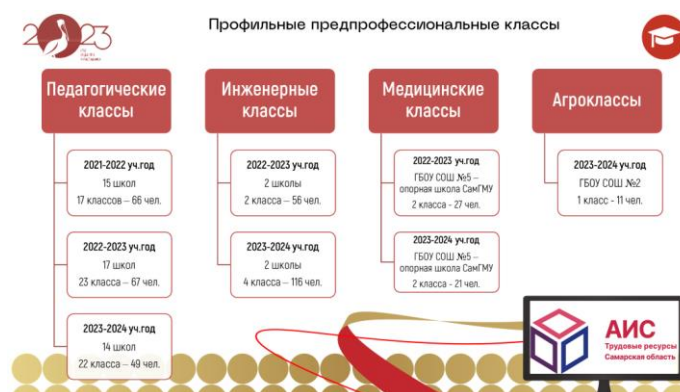 Профильные предпрофессиональные классы
2023
Педагогические
классы
2021-2022 уч.год
15 школ
17 классов – 66 чел.
2022-2023 уч.год
17 школ
23 класса – 67 чел.
2023-2024 уч.год
14 школ
22 класса – 49 чел.
Инженерные
классы
2022-2023 уч.год
2 школы
2 класса – 56 чел.
2023-2024 уч.год
2 школы
4 класса – 116 чел.
Медицинские
классы
2022-2023 уч.год
ГБОУ СОШ №5 –
опорная школа СамГМУ
2 класса - 27 чел.
2023-2024 уч.год
ГБОУ СОШ №5 –
опорная школа СамГМУ
2 класса - 21 чел.
Агроклассы
2023-2024 уч.год
ГБОУ СОШ №2
1 класс - 11 чел.
АИС
Трудовые ресурсы
Самарская область